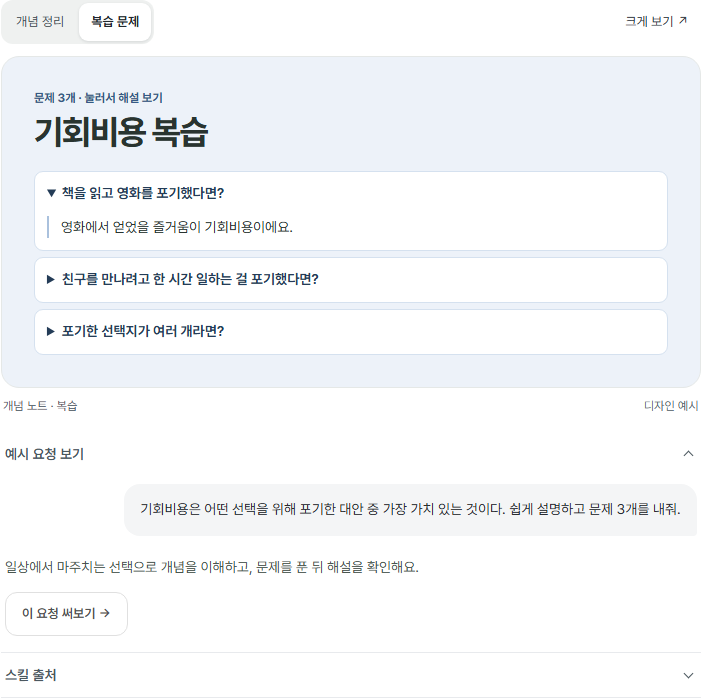 개념 정리
복습 문제
크게 보기 ↗
문제 3개 · 눌러서 해설 보기
기회비용 복습
▼ 책을 읽고 영화를 포기했다면?
영화에서 얻었을 즐거움이 기회비용이에요.
▶ 친구를 만나려고 한 시간 일하는 걸 포기했다면?
▶ 포기한 선택지가 여러 개라면?
개념 노트 · 복습
디자인 예시
예시 요청 보기
기회비용은 어떤 선택을 위해 포기한 대안 중 가장 가치 있는 것이다. 쉽게 설명하고 문제 3개를 내줘.
일상에서 마주치는 선택으로 개념을 이해하고, 문제를 푼 뒤 해설을 확인해요.
이 요청 써보기 →
스킬 출처